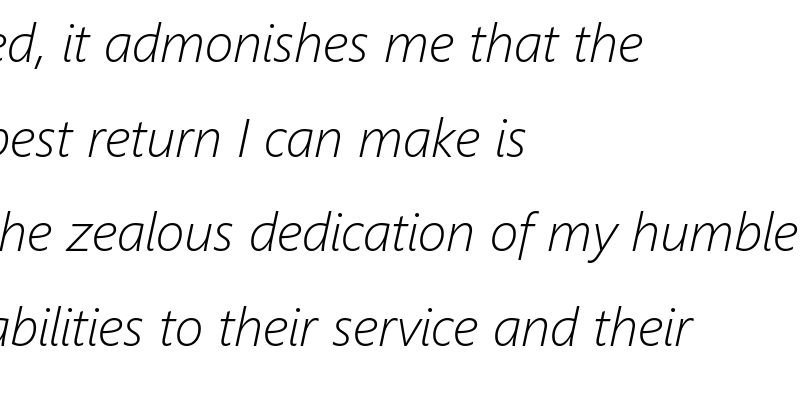 ed, it admonishes me that the
best return I can make is
the zealous dedication of my humble
abilities to their service and their